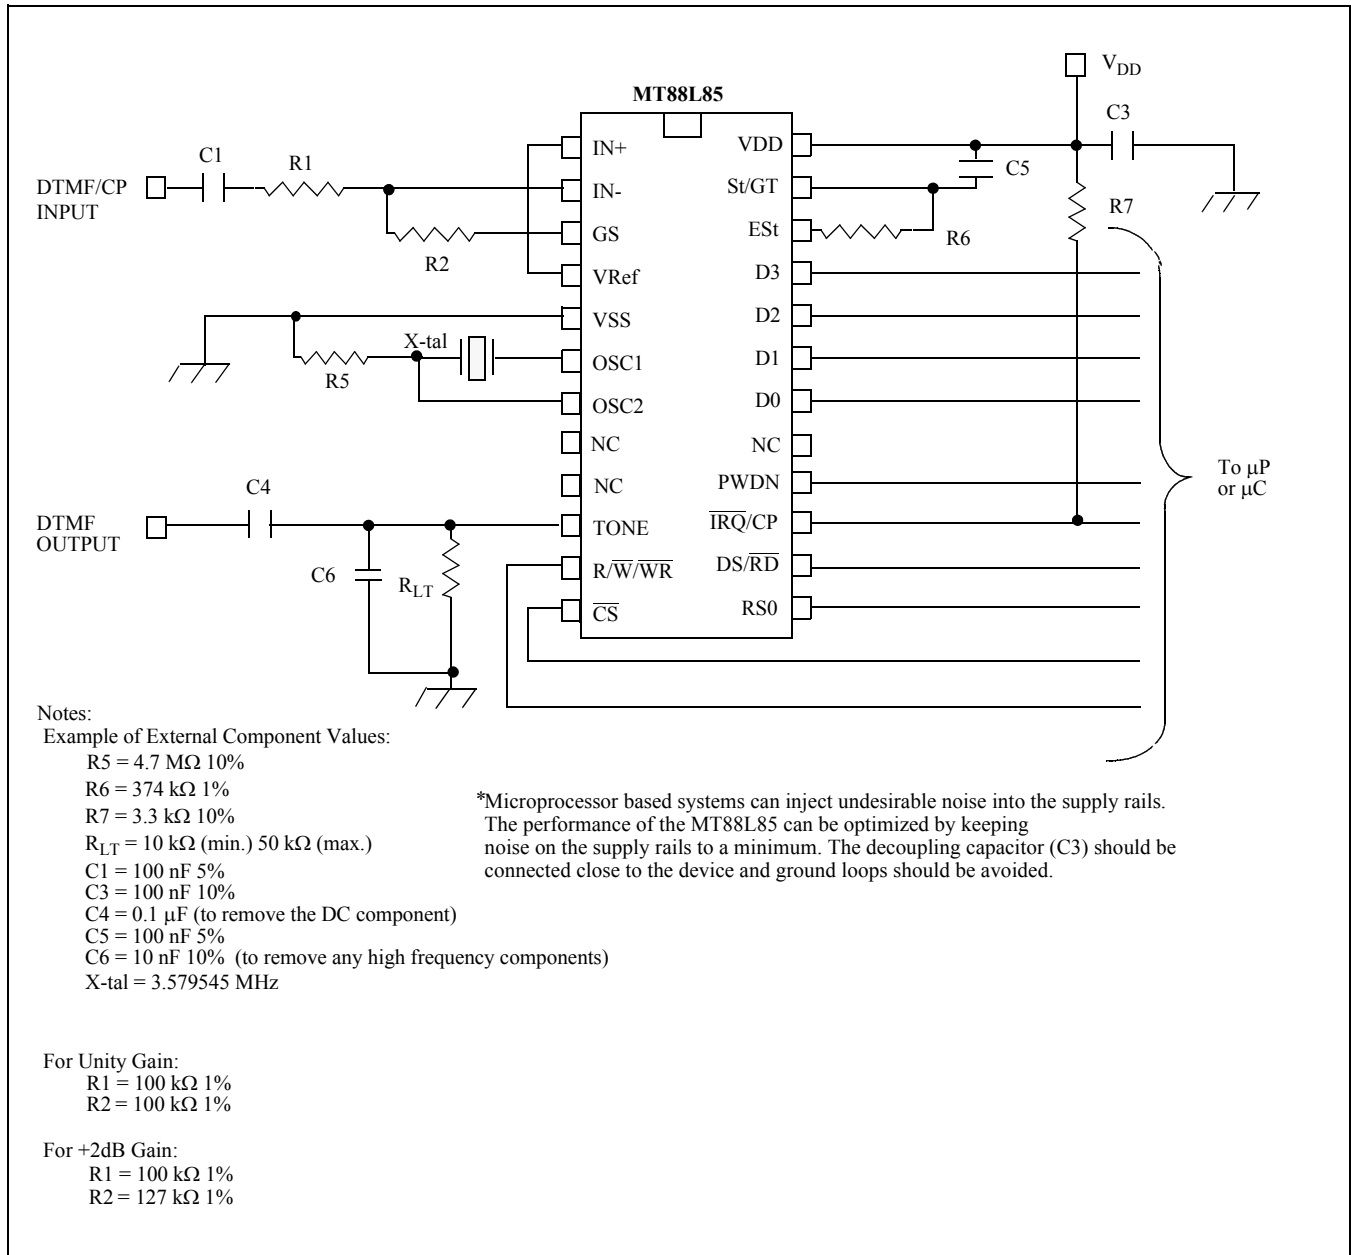 MT88L85
V_DD
C3
C1
R1
DTMF/CP
INPUT
R2
IN+
IN-
GS
VRef
VSS
OSC1
OSC2
NC
NC
TONE
R/W̅/W̅R̅
C̅S̅
VDD
St/GT
ESt
D3
D2
D1
D0
NC
PWDN
I̅R̅Q̅/CP
DS/R̅D̅
RS0
C5
R6
R7
X-tal
R5
To μP
or μC
C4
DTMF
OUTPUT
C6
R_LT
Notes:
Example of External Component Values:
R5 = 4.7 MΩ 10%
R6 = 374 kΩ 1%
R7 = 3.3 kΩ 10%
R_LT = 10 kΩ (min.) 50 kΩ (max.)
C1 = 100 nF 5%
C3 = 100 nF 10%
C4 = 0.1 μF (to remove the DC component)
C5 = 100 nF 5%
C6 = 10 nF 10% (to remove any high frequency components)
X-tal = 3.579545 MHz
*Microprocessor based systems can inject undesirable noise into the supply rails.
The performance of the MT88L85 can be optimized by keeping
noise on the supply rails to a minimum. The decoupling capacitor (C3) should be
connected close to the device and ground loops should be avoided.
For Unity Gain:
R1 = 100 kΩ 1%
R2 = 100 kΩ 1%
For +2dB Gain:
R1 = 100 kΩ 1%
R2 = 127 kΩ 1%